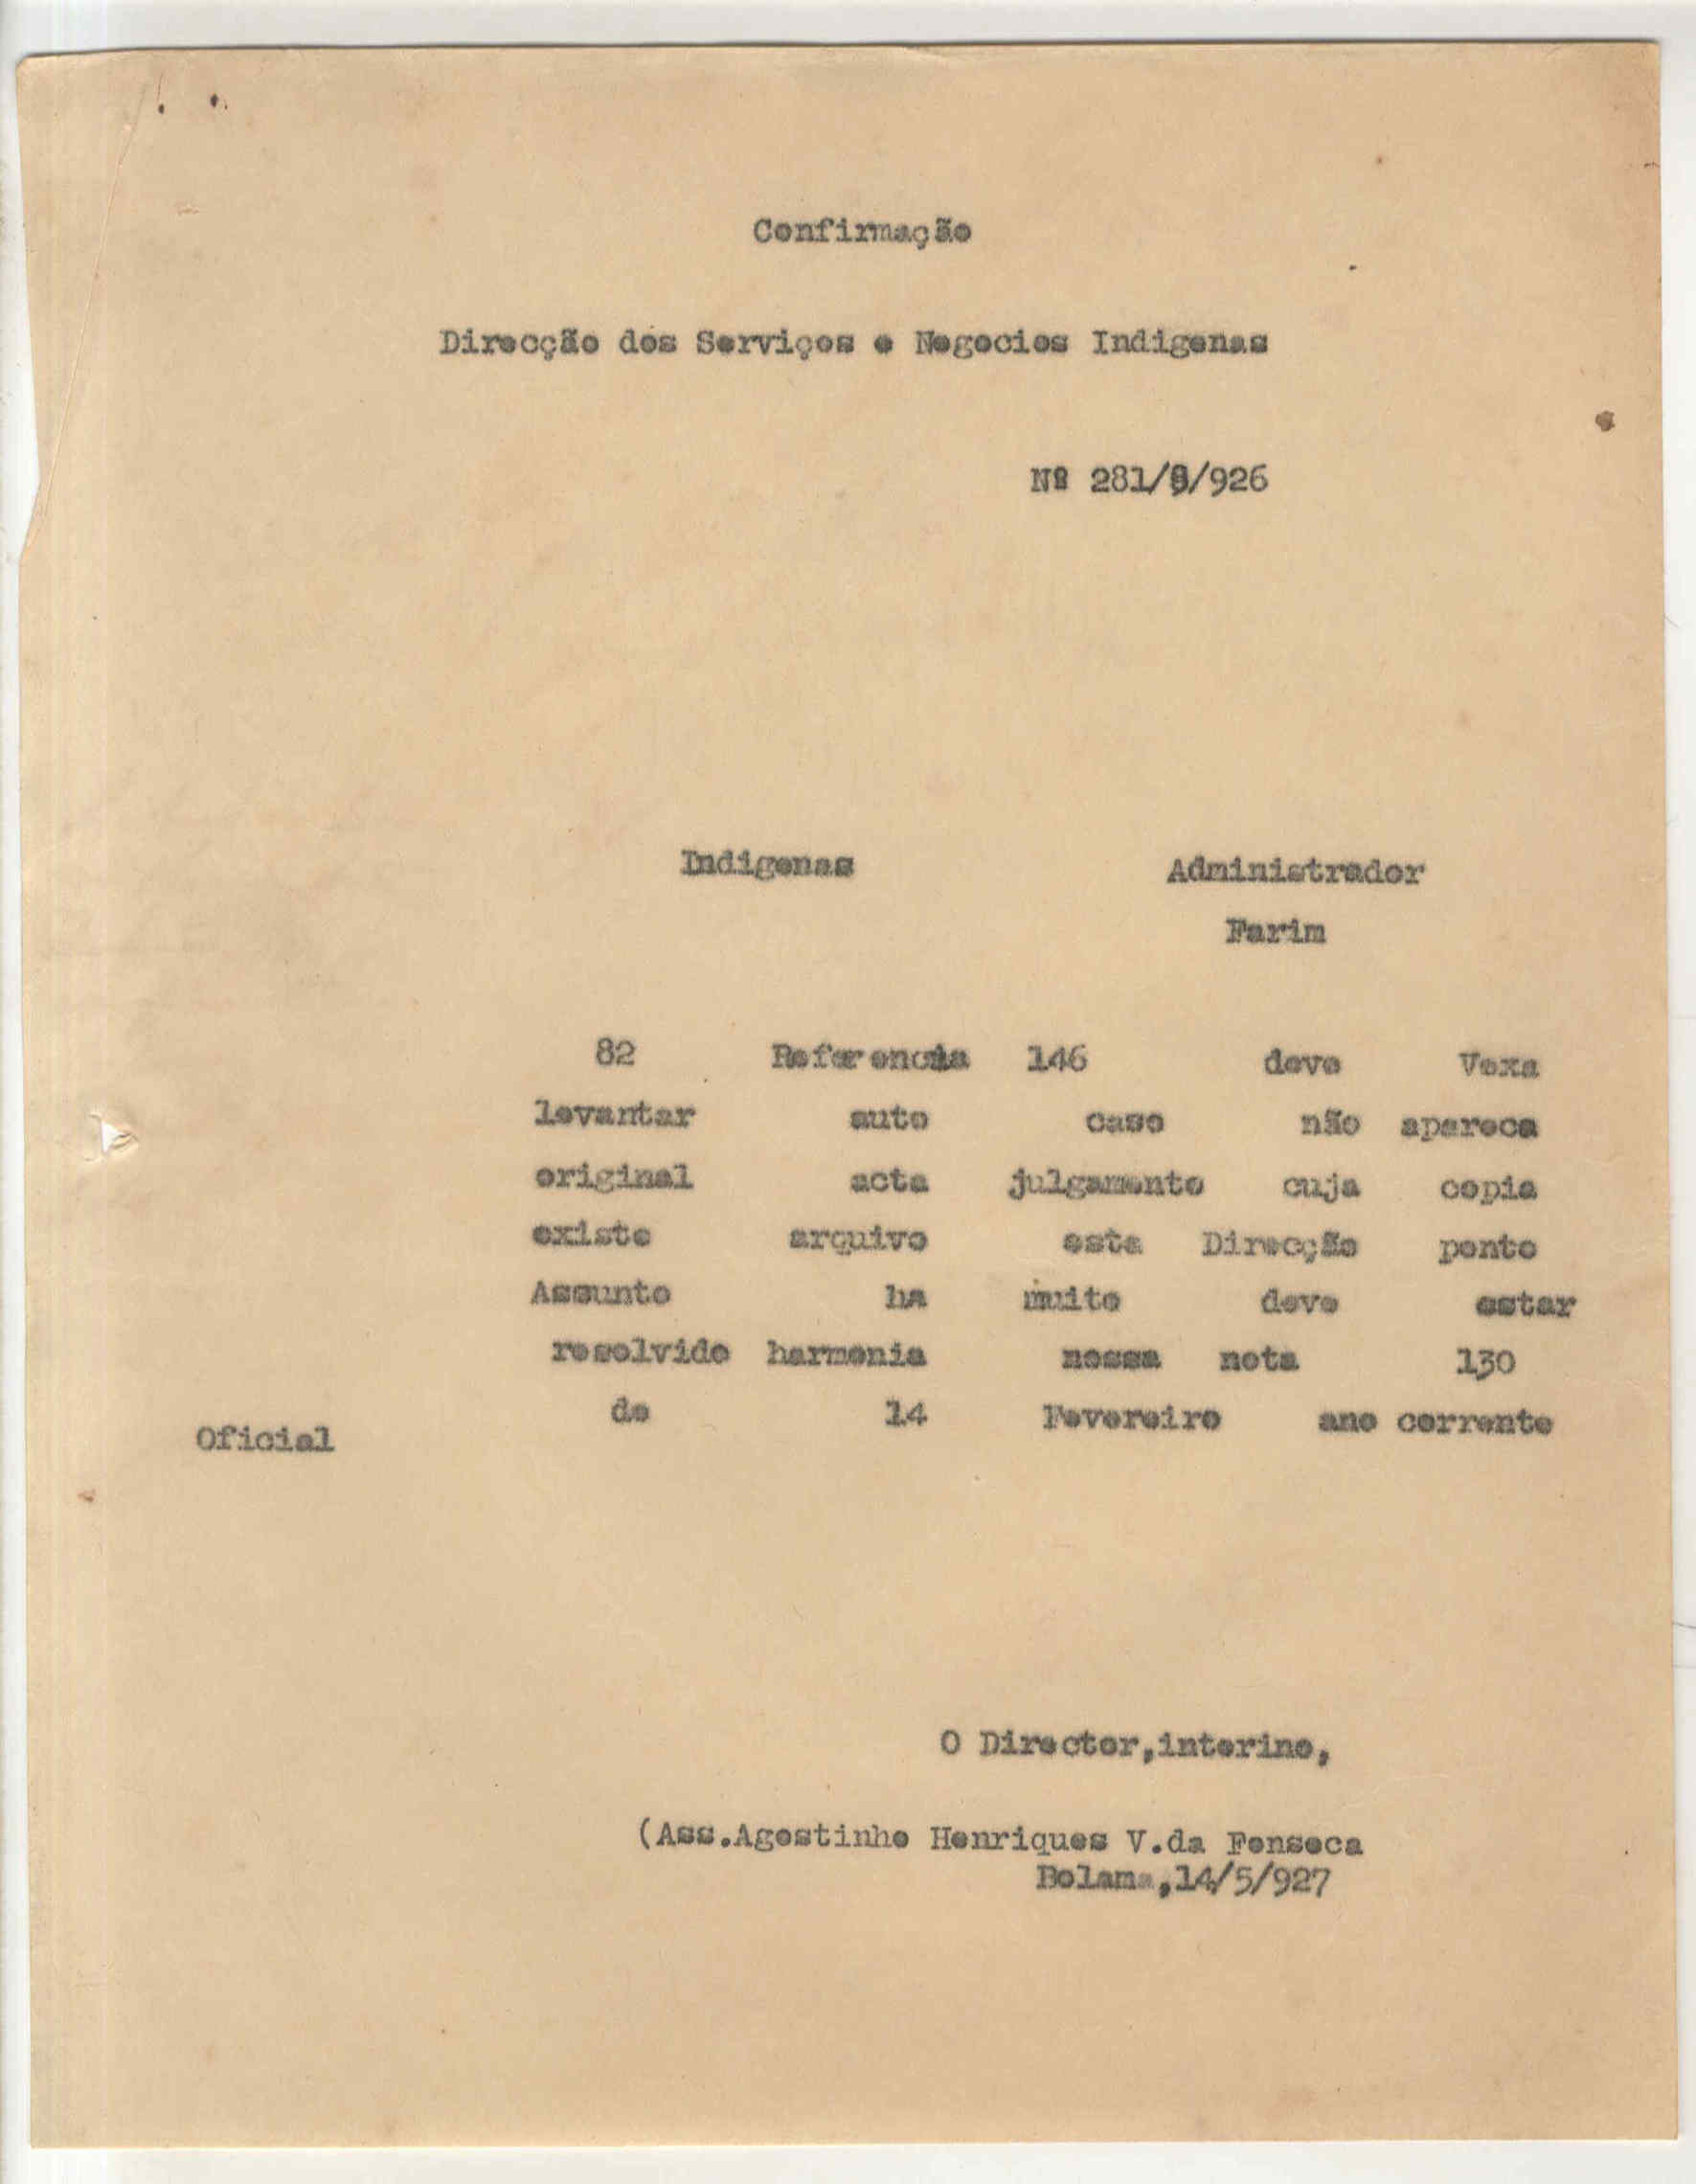 Confirmação
Direcção dos Serviços e Negocios Indigenas
Nº 281/9/926
Indigenas Administrador
Farim
82 Referencia 146 deve Vexa
levantar auto caso não apareca
original acta julgamento cuja copia
existe arquivo esta Direcção ponto
Assunto ha muito deve estar
resolvido harmonia nossa nota 130
de 14 Fevereiro ano corrente
Oficial
O Director,interino,
(Ass.Agostinho Henriques V.da Fonseca
Bolama,14/5/927